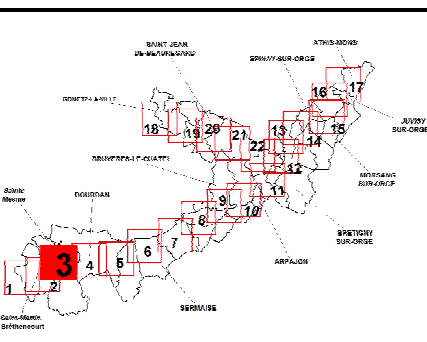 SAINT JEAN
DE-BEAUREGARD
ATHIS-MONS
EPINAY-SUR-ORGE
GOMETZ-LA-VILLE
16
17
18
19
20
21
13
15
JUVISY
SUR-ORGE
14
22
BRUYERES-LE-CHATEL
12
MORSANG
SUR-ORGE
Sainte
Mesme
DOURDAN
11
9
10
8
BRETIGNY
SUR-ORGE
7
6
ARPAJON
3
4
5
2
1
SERMAISE
Saint-Martin
Bréthencourt